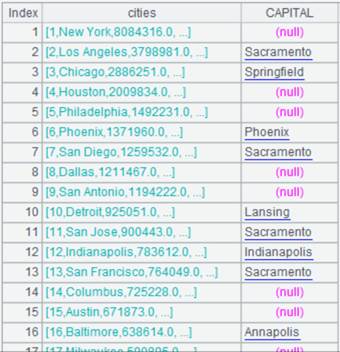 Index cities CAPITAL
1 [1,New York,8084316.0, ...] (null)
2 [2,Los Angeles,3798981.0, ...] Sacramento
3 [3,Chicago,2886251.0, ...] Springfield
4 [4,Houston,2009834.0, ...] (null)
5 [5,Philadelphia,1492231.0, ...] (null)
6 [6,Phoenix,1371960.0, ...] Phoenix
7 [7,San Diego,1259532.0, ...] Sacramento
8 [8,Dallas,1211467.0, ...] (null)
9 [9,San Antonio,1194222.0, ...] (null)
10 [10,Detroit,925051.0, ...] Lansing
11 [11,San Jose,900443.0, ...] Sacramento
12 [12,Indianapolis,783612.0, ...] Indianapolis
13 [13,San Francisco,764049.0, ...] Sacramento
14 [14,Columbus,725228.0, ...] (null)
15 [15,Austin,671873.0, ...] (null)
16 [16,Baltimore,638614.0, ...] Annapolis
17 [17,Milwaukee,590895.0, ...] (null)